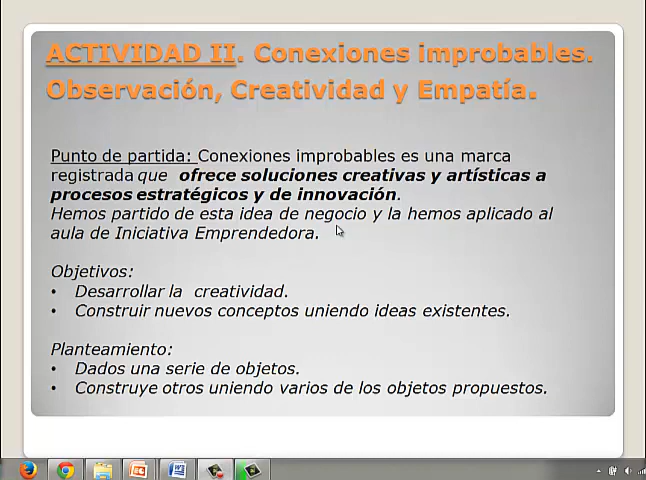 ACTIVIDAD II. Conexiones improbables.
Observación, Creatividad y Empatía.
Punto de partida: Conexiones improbables es una marca
registrada que ofrece soluciones creativas y artísticas a
procesos estratégicos y de innovación.
Hemos partido de esta idea de negocio y la hemos aplicado al
aula de Iniciativa Emprendedora.
Objetivos:
• Desarrollar la creatividad.
• Construir nuevos conceptos uniendo ideas existentes.
Planteamiento:
• Dados una serie de objetos.
• Construye otros uniendo varios de los objetos propuestos.